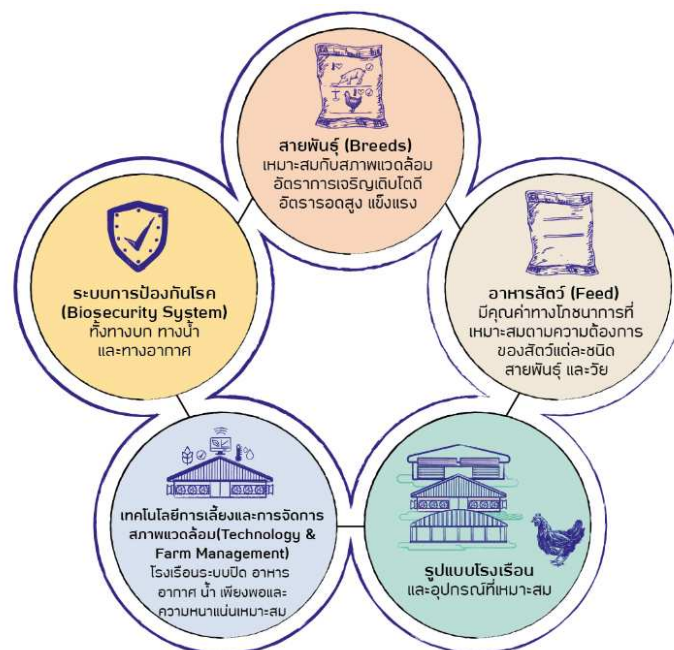 สายพันธุ์ (Breeds)
เหมาะสมกับสภาพแวดล้อม
อัตราการเจริญเติบโตดี
อัตรารอดสูง แข็งแรง
อาหารสัตว์ (Feed)
มีคุณค่าทางโภชนาการที่
เหมาะสมตามความต้องการ
ของสัตว์แต่ละชนิด
สายพันธุ์ และวัย
รูปแบบโรงเรือน
และอุปกรณ์ที่เหมาะสม
เทคโนโลยีการเลี้ยงและการจัดการ
สภาพแวดล้อม(Technology &
Farm Management)
โรงเรือนระบบปิด อาหาร
อากาศ น้ำ เพียงพอและ
ความหนาแน่นเหมาะสม
ระบบการป้องกันโรค
(Biosecurity System)
ทั้งทางบก ทางน้ำ
และทางอากาศ